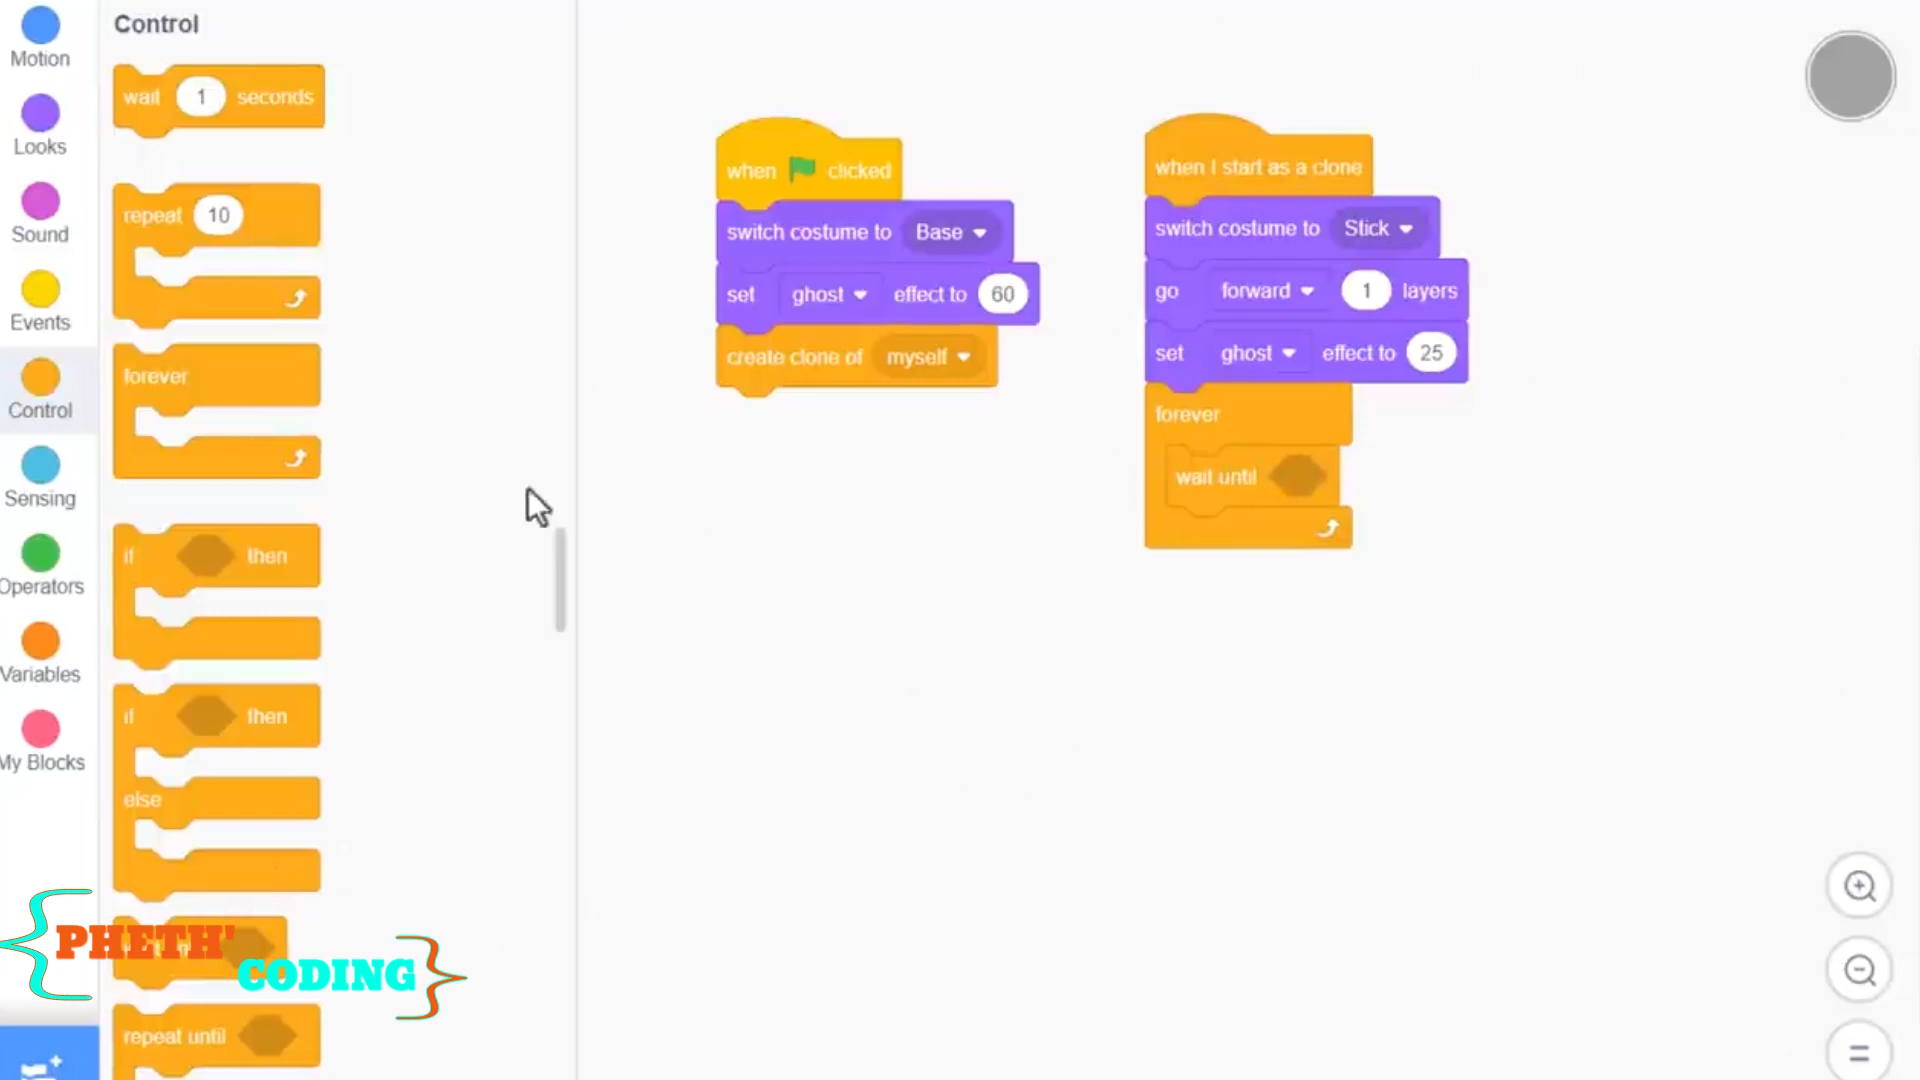 Motion
Looks
Sound
Events
Control
Sensing
Operators
Variables
My Blocks
Control
wait 1 seconds
repeat 10
forever
if then
if then
else
repeat until
when clicked
switch costume to Base
set ghost effect to 60
create clone of myself
when I start as a clone
switch costume to Stick
go forward 1 layers
set ghost effect to 25
forever
wait until
PHETH'
CODING